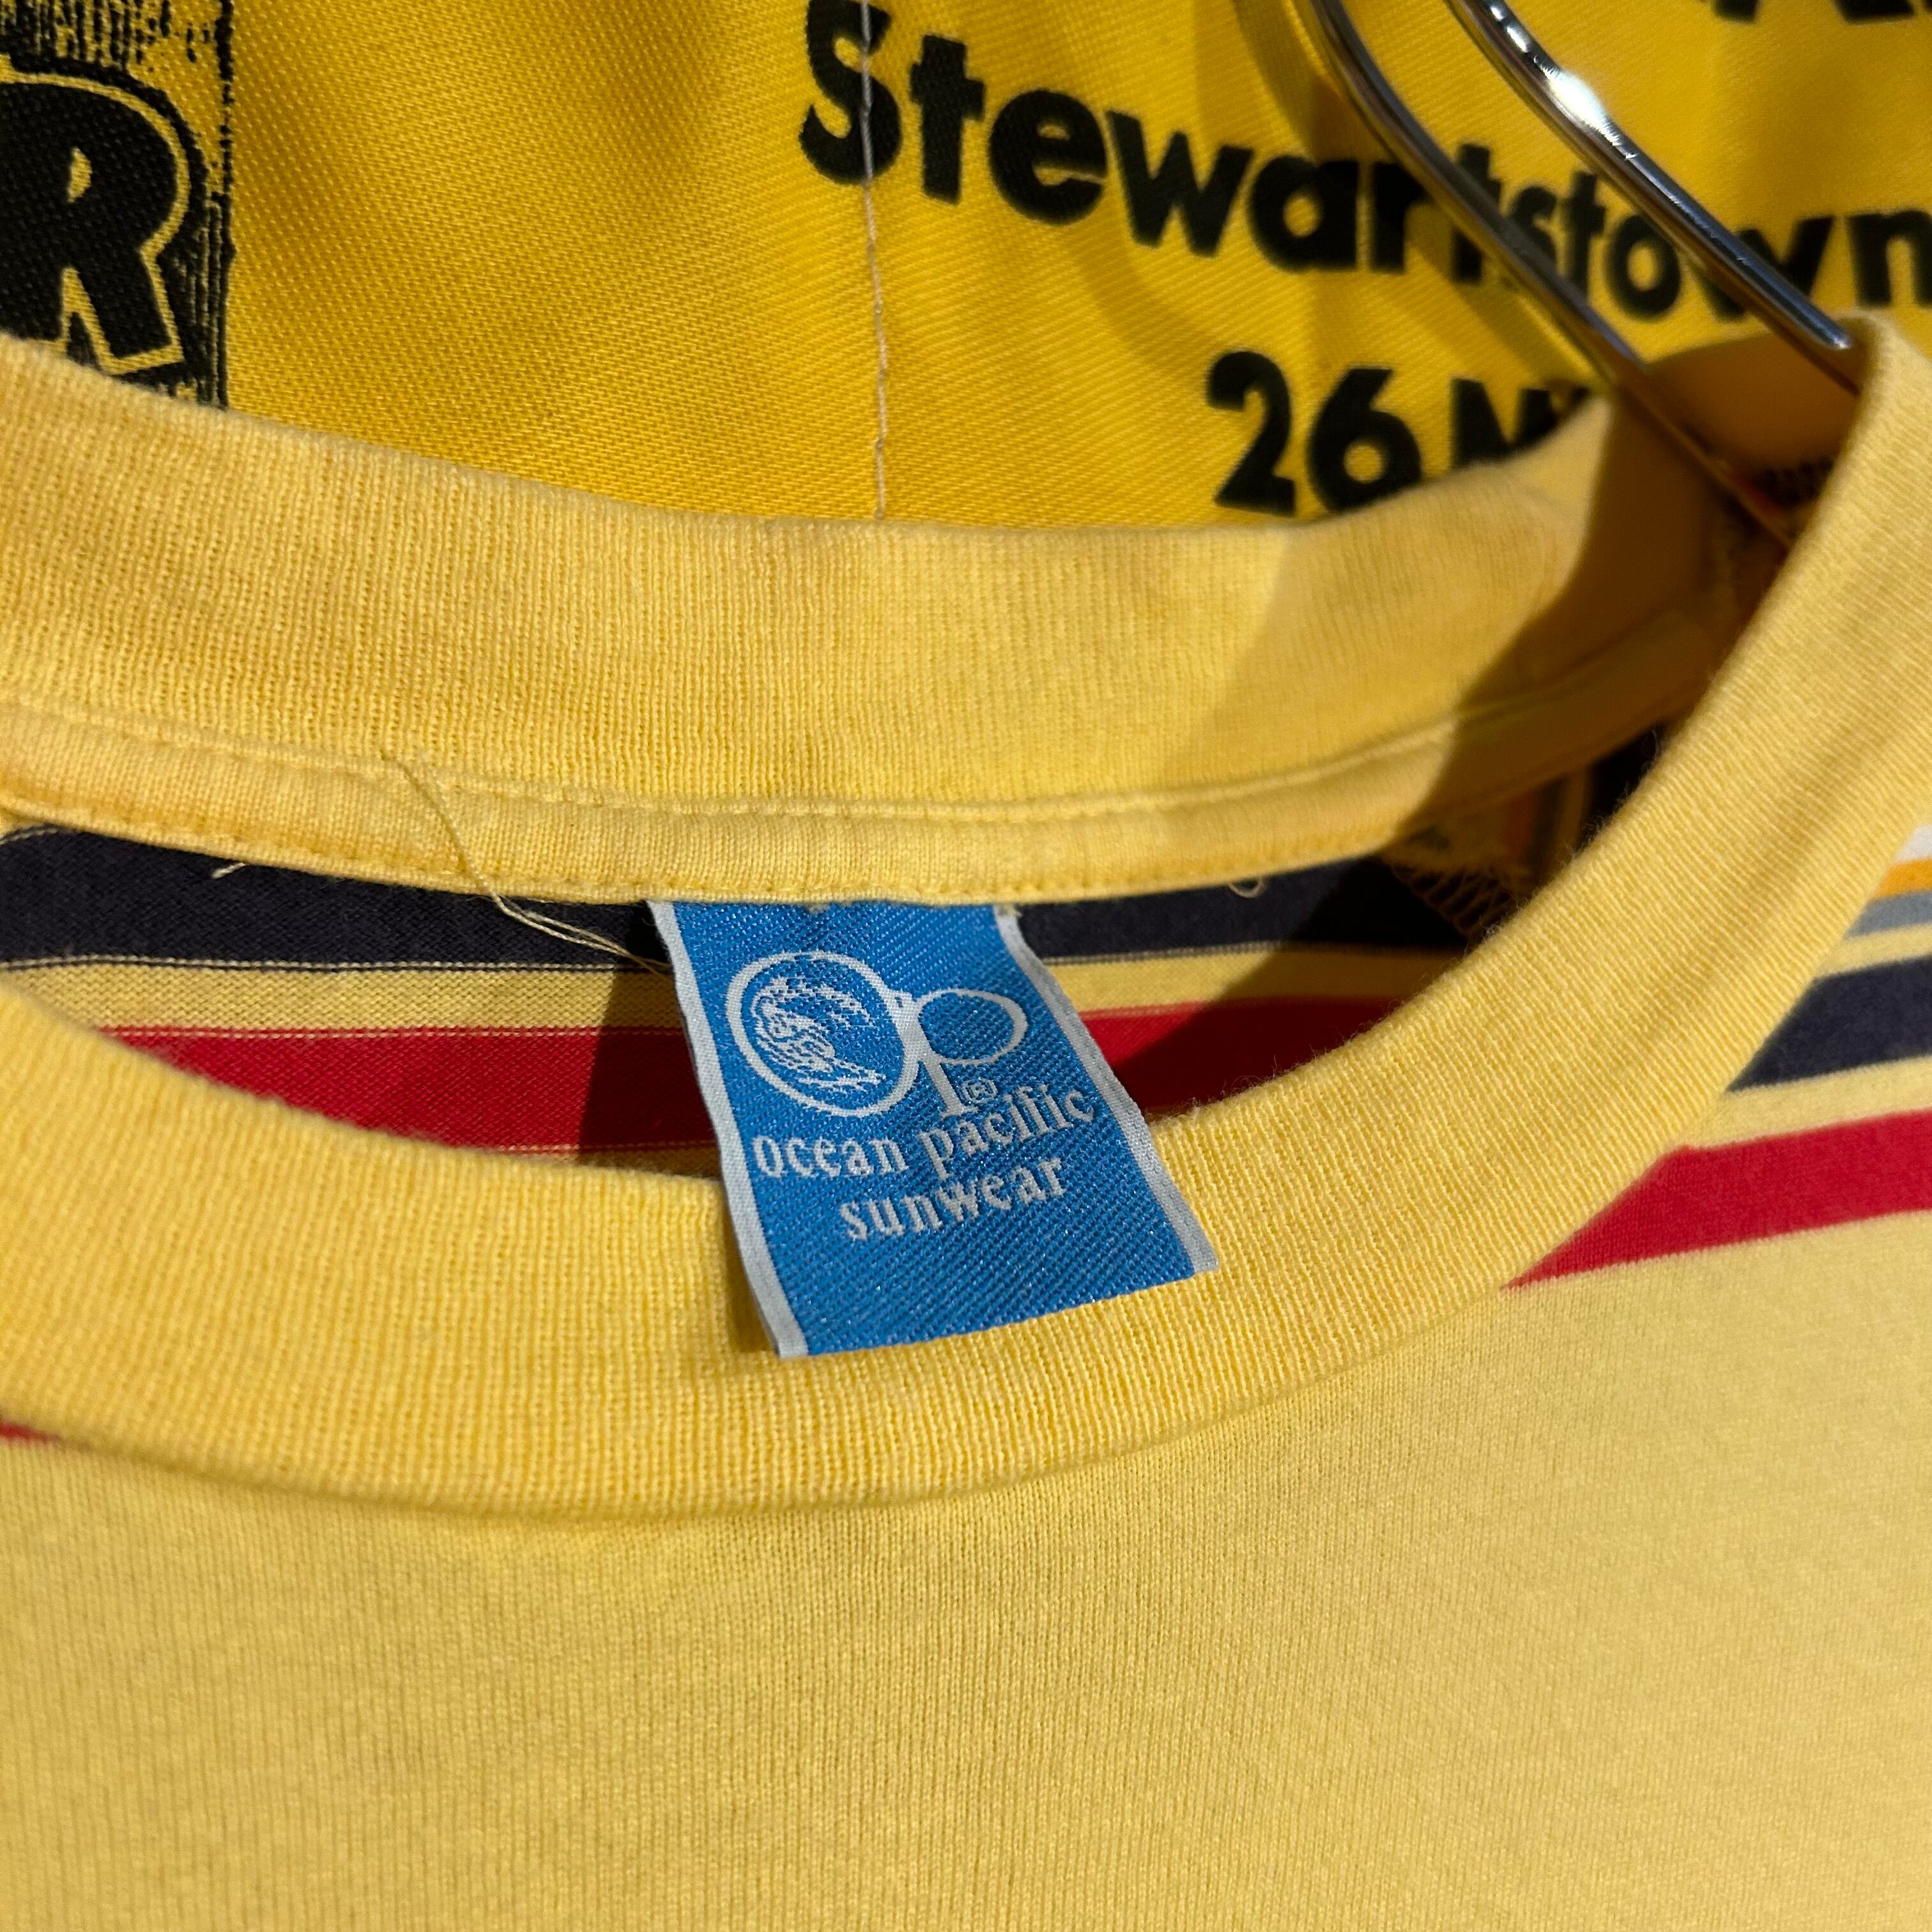 R
Stewartstown
26
Op®
ocean pacific
sunwear